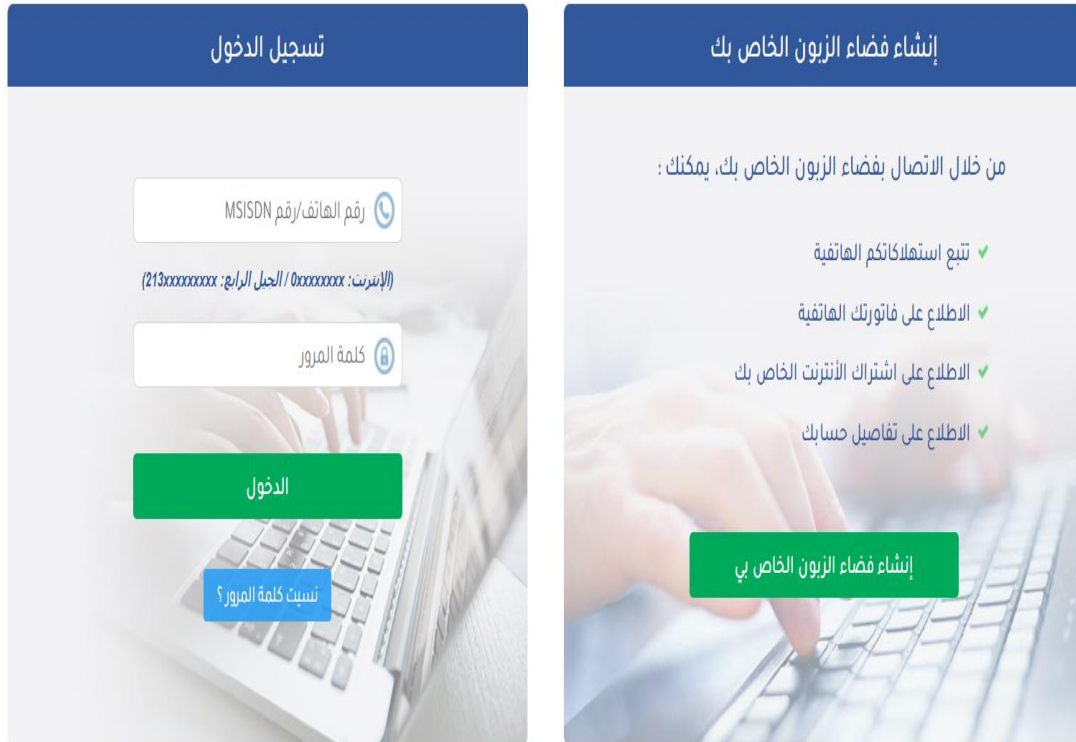 إنشاء فضاء الزبون الخاص بك
من خلال الاتصال بفضاء الزبون الخاص بك، يمكنك :
تتبع استهلاكاتكم الهاتفية
الاطلاع على فاتورتك الهاتفية
الاطلاع على اشتراك الأنترنت الخاص بك
الاطلاع على تفاصيل حسابك
إنشاء فضاء الزبون الخاص بي
تسجيل الدخول
رقم الهاتف/رقم MSISDN
(الإنترنت: 0xxxxxxxx / الجيل الرابع: 213xxxxxxxxx)
كلمة المرور
الدخول
نسيت كلمة المرور؟